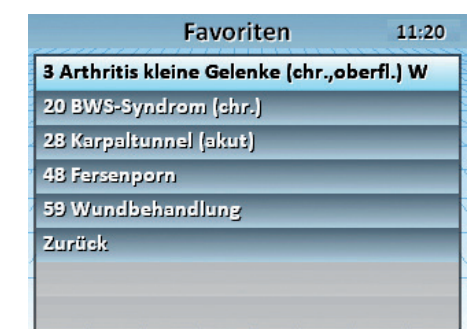 Favoriten 11:20
3 Arthritis kleine Gelenke (chr.,oberfl.) W
20 BWS-Syndrom (chr.)
28 Karpaltunnel (akut)
48 Fersenporn
59 Wundbehandlung
Zurück